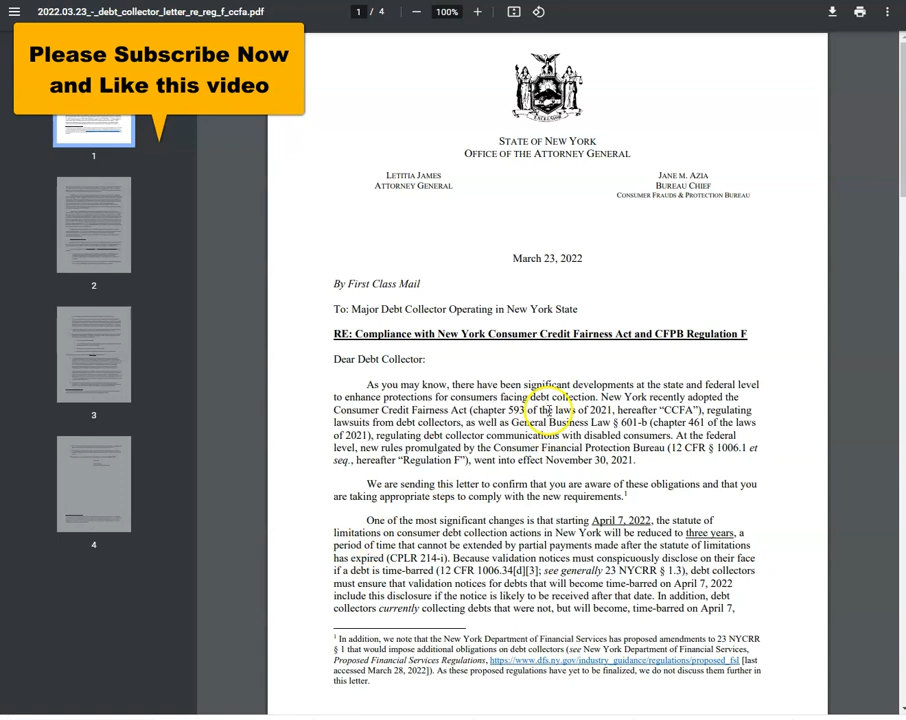 2022.03.23_-_debt_collector_letter_re_reg_f_ccfa.pdf
1 / 4
100%
Please Subscribe Now
and Like this video
1
2
3
4
EXCELSIOR
STATE OF NEW YORK
OFFICE OF THE ATTORNEY GENERAL
LETITIA JAMES
ATTORNEY GENERAL
JANE M. AZIA
BUREAU CHIEF
CONSUMER FRAUDS & PROTECTION BUREAU
March 23, 2022
By First Class Mail
To: Major Debt Collector Operating in New York State
RE: Compliance with New York Consumer Credit Fairness Act and CFPB Regulation F
Dear Debt Collector:
As you may know, there have been significant developments at the state and federal level
to enhance protections for consumers facing debt collection. New York recently adopted the
Consumer Credit Fairness Act (chapter 593 of the laws of 2021, hereafter “CCFA”), regulating
lawsuits from debt collectors, as well as General Business Law § 601-b (chapter 461 of the laws
of 2021), regulating debt collector communications with disabled consumers. At the federal
level, new rules promulgated by the Consumer Financial Protection Bureau (12 CFR § 1006.1 et
seq., hereafter “Regulation F”), went into effect November 30, 2021.
We are sending this letter to confirm that you are aware of these obligations and that you
are taking appropriate steps to comply with the new requirements.1
One of the most significant changes is that starting April 7, 2022, the statute of
limitations on consumer debt collection actions in New York will be reduced to three years, a
period of time that cannot be extended by partial payments made after the statute of limitations
has expired (CPLR 214-i). Because validation notices must conspicuously disclose on their face
if a debt is time-barred (12 CFR 1006.34[d][3]; see generally 23 NYCRR § 1.3), debt collectors
must ensure that validation notices for debts that will become time-barred on April 7, 2022
include this disclosure if the notice is likely to be received after that date. In addition, debt
collectors currently collecting debts that were not, but will become, time-barred on April 7,
1 In addition, we note that the New York Department of Financial Services has proposed amendments to 23 NYCRR
§ 1 that would impose additional obligations on debt collectors (see New York Department of Financial Services,
Proposed Financial Services Regulations, https://www.dfs.ny.gov/industry_guidance/regulations/proposed_fsl [last
accessed March 28, 2022]). As these proposed regulations have yet to be finalized, we do not discuss them further in
this letter.